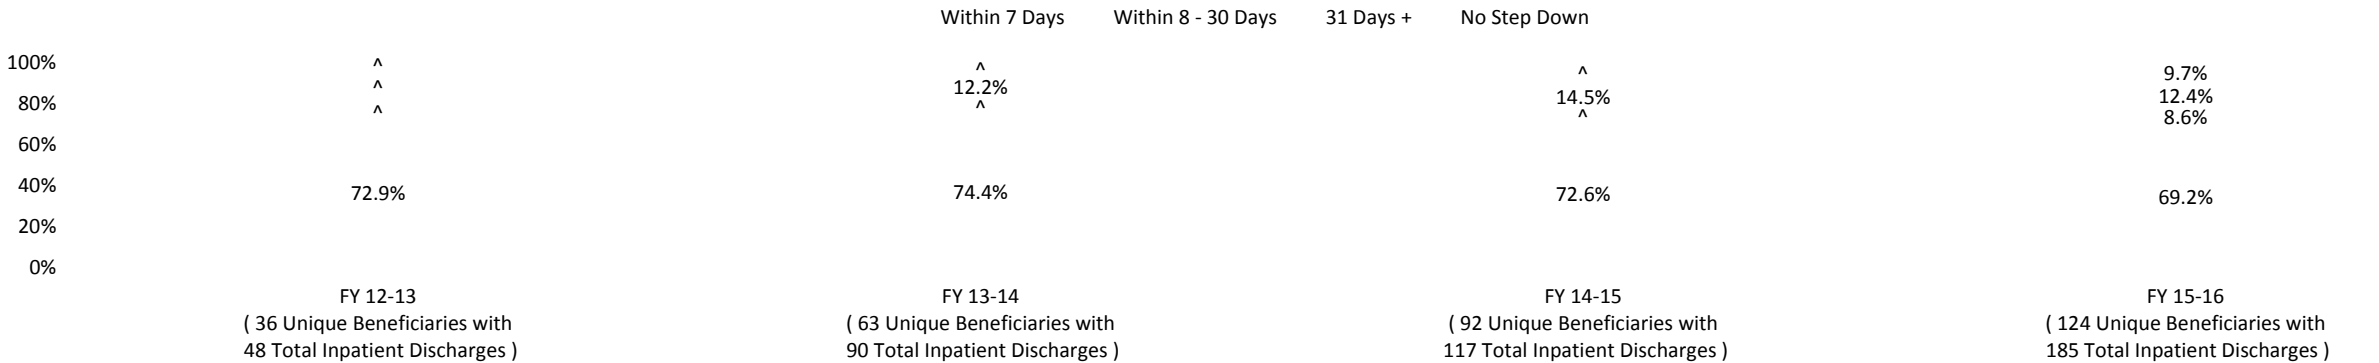 Within 7 Days Within 8 - 30 Days 31 Days + No Step Down
100%
80%
60%
40%
20%
0%
^
^
^
72.9%
^
12.2%
^
74.4%
^
14.5%
^
72.6%
9.7%
12.4%
8.6%
69.2%
FY 12-13
( 36 Unique Beneficiaries with
48 Total Inpatient Discharges )
FY 13-14
( 63 Unique Beneficiaries with
90 Total Inpatient Discharges )
FY 14-15
( 92 Unique Beneficiaries with
117 Total Inpatient Discharges )
FY 15-16
( 124 Unique Beneficiaries with
185 Total Inpatient Discharges )